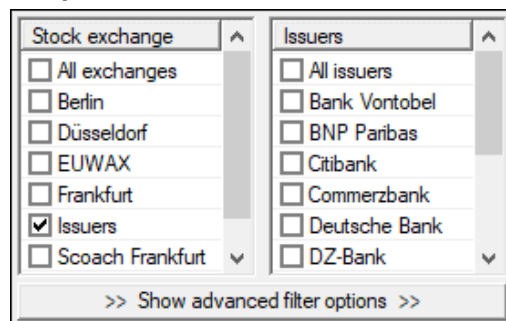 Stock exchange
All exchanges
Berlin
Düsseldorf
EUWAX
Frankfurt
Issuers
Scoach Frankfurt
Issuers
All issuers
Bank Vontobel
BNP Paribas
Citibank
Commerzbank
Deutsche Bank
DZ-Bank
>> Show advanced filter options >>